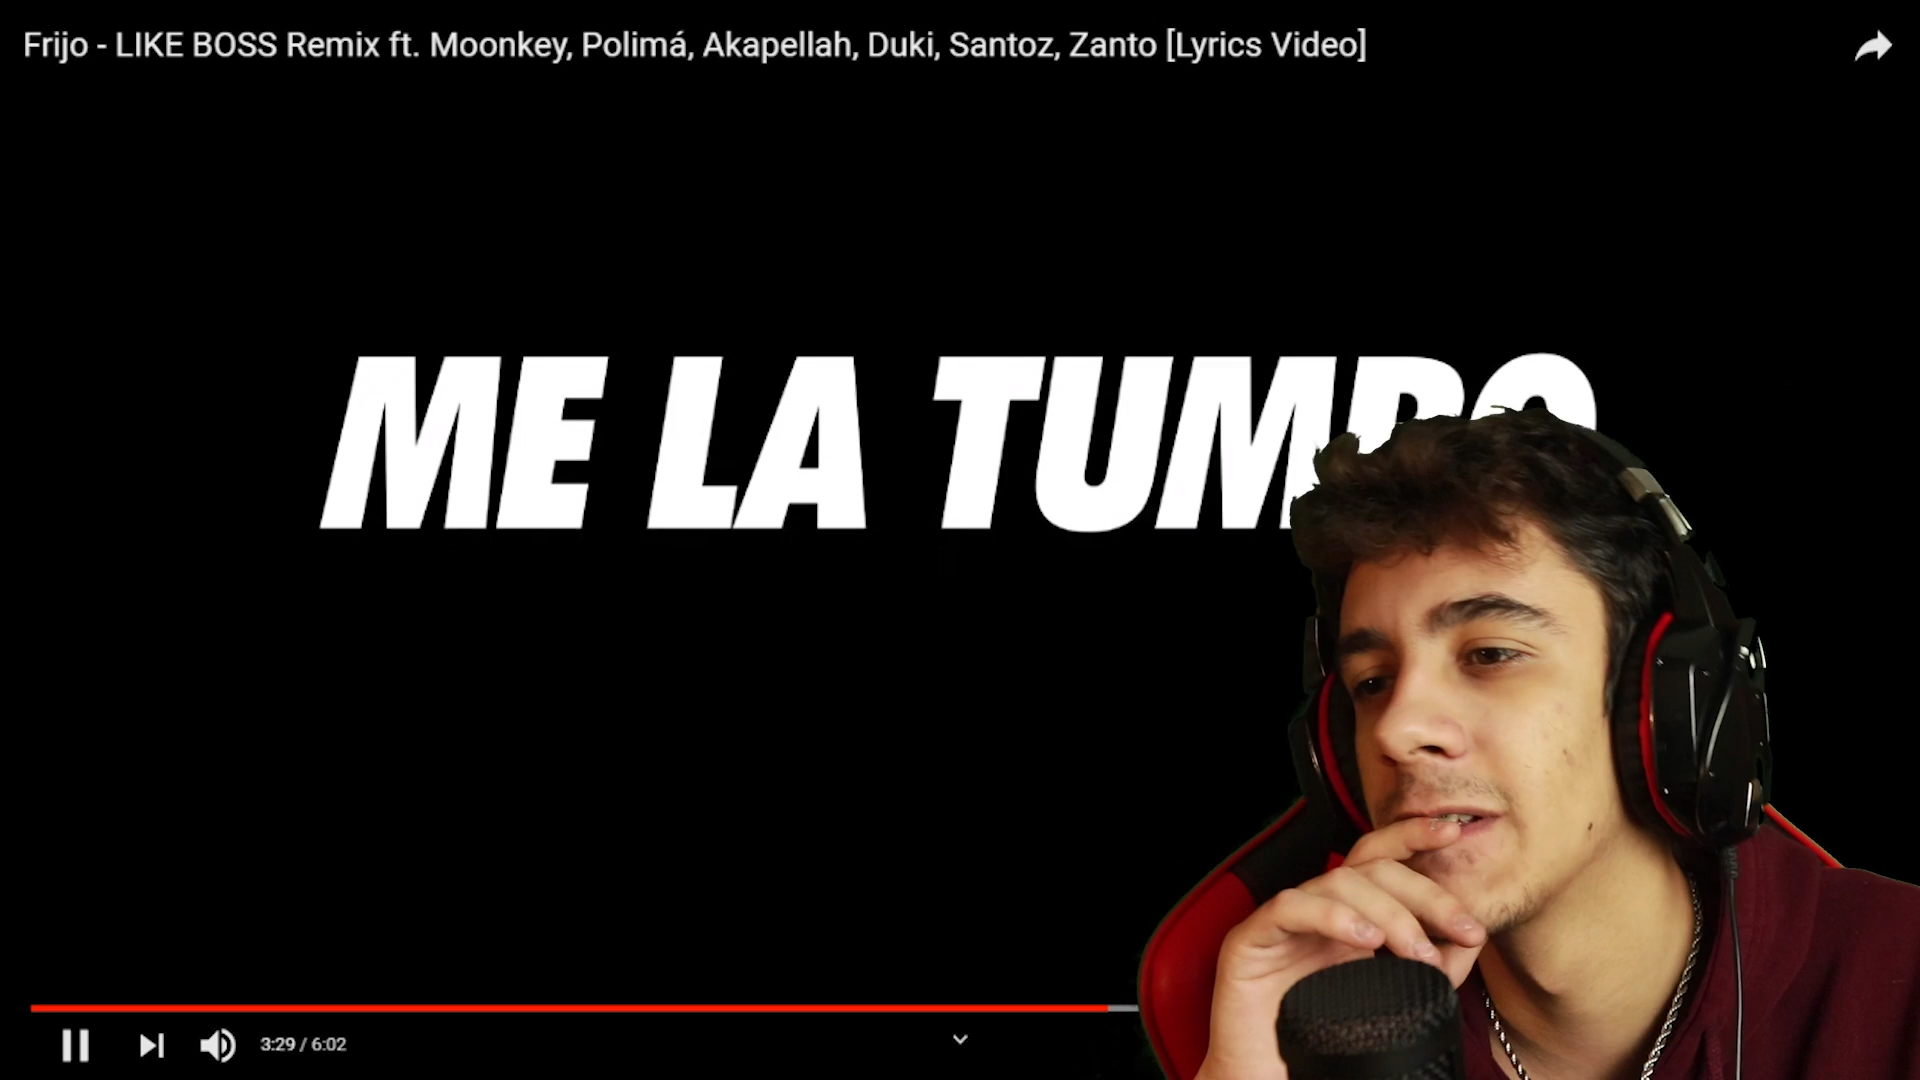 Frijo - LIKE BOSS Remix ft. Moonkey, Polimá, Akapellah, Duki, Santoz, Zanto [Lyrics Video]
ME LA TUMBO
3:29 / 6:02